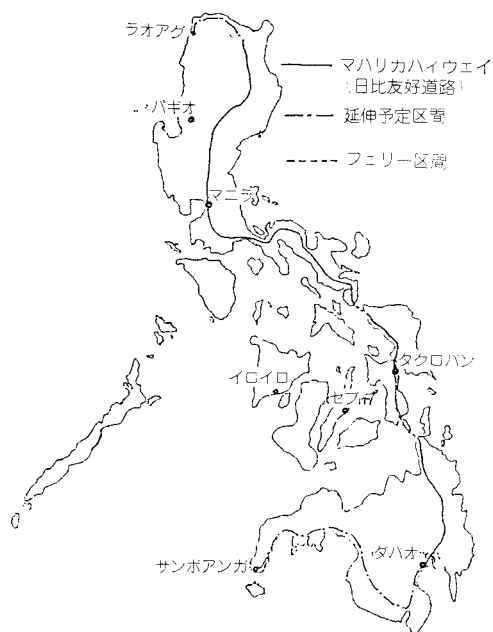 ラオアグ
マハリカハイウェイ
(日比友好道路)
バギオ
延伸予定区間
フェリー区間
マニラ
タクロバン
イロイロ
セブ
ダバオ
サンボアンガ